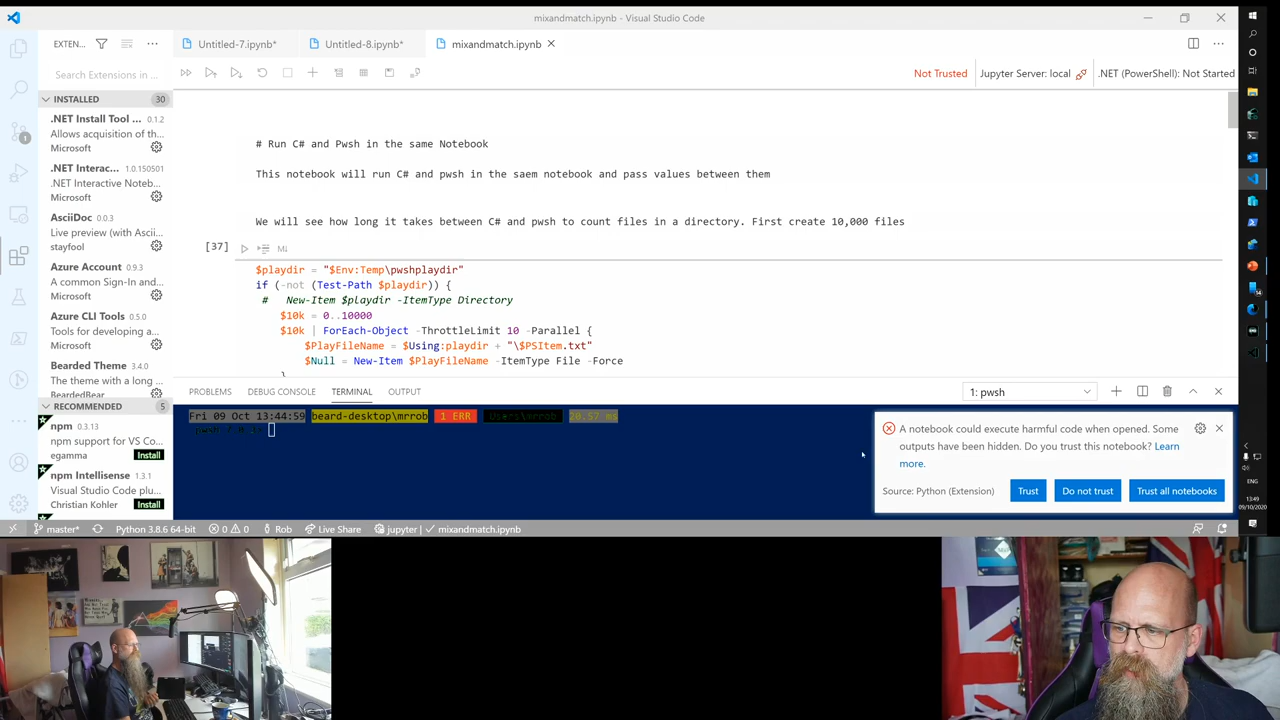 mixandmatch.ipynb - Visual Studio Code
EXTEN...
Untitled-7.ipynb*
Untitled-8.ipynb*
mixandmatch.ipynb
Search Extensions in ...
Not Trusted
Jupyter Server: local
.NET (PowerShell): Not Started
INSTALLED 30
.NET Install Tool ... 0.1.2
Allows acquisition of th...
Microsoft
.NET Interac... 1.0.150501
.NET Interactive Noteb...
Microsoft
AsciiDoc 0.0.3
Live preview (with Ascii...
stayfool
Azure Account 0.9.3
A common Sign-In and...
Microsoft
Azure CLI Tools 0.5.0
Tools for developing a...
Microsoft
Bearded Theme 3.4.0
The theme with a long ...
BeardedBear
RECOMMENDED 5
npm 0.3.13
npm support for VS Co...
egamma Install
npm Intellisense 1.3.1
Visual Studio Code plu...
Christian Kohler Install
# Run C# and Pwsh in the same Notebook
This notebook will run C# and pwsh in the saem notebook and pass values between them
We will see how long it takes between C# and pwsh to count files in a directory. First create 10,000 files
[37]
M↓
$playdir = "$Env:Temp\pwshplaydir"
if (-not (Test-Path $playdir)) {
# New-Item $playdir -ItemType Directory
$10k = 0..10000
$10k | ForEach-Object -ThrottleLimit 10 -Parallel {
$PlayFileName = $Using:playdir + "\$PSItem.txt"
$Null = New-Item $PlayFileName -ItemType File -Force
}
PROBLEMS
DEBUG CONSOLE
TERMINAL
OUTPUT
1: pwsh
Fri 09 Oct 13:44:59 beard-desktop\mrrob 1 ERR Users\mrrob 20.57 ms
A notebook could execute harmful code when opened. Some
outputs have been hidden. Do you trust this notebook? Learn
more.
Source: Python (Extension)
Trust
Do not trust
Trust all notebooks
master*
Python 3.8.6 64-bit
0
0
Rob
Live Share
jupyter
mixandmatch.ipynb
1
14
ENG
13:49
09/10/2020